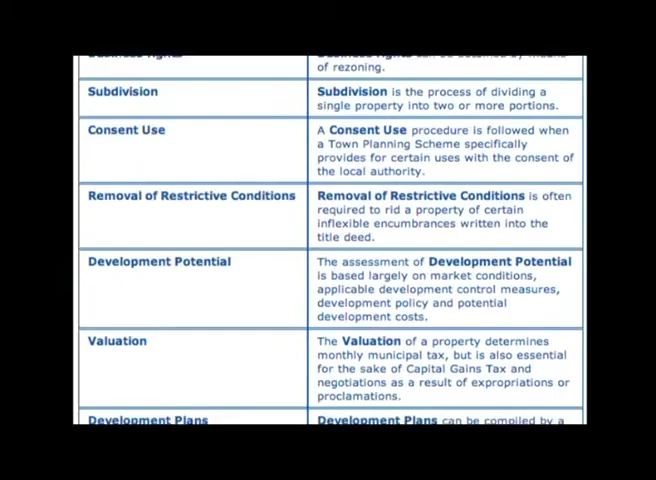 of rezoning.
Subdivision
Subdivision is the process of dividing a
single property into two or more portions.
Consent Use
A Consent Use procedure is followed when
a Town Planning Scheme specifically
provides for certain uses with the consent of
the local authority.
Removal of Restrictive Conditions
Removal of Restrictive Conditions is often
required to rid a property of certain
inflexible encumbrances written into the
title deed.
Development Potential
The assessment of Development Potential
is based largely on market conditions,
applicable development control measures,
development policy and potential
development costs.
Valuation
The Valuation of a property determines
monthly municipal tax, but is also essential
for the sake of Capital Gains Tax and
negotiations as a result of expropriations or
proclamations.
Development Plans
Development Plans can be compiled by a